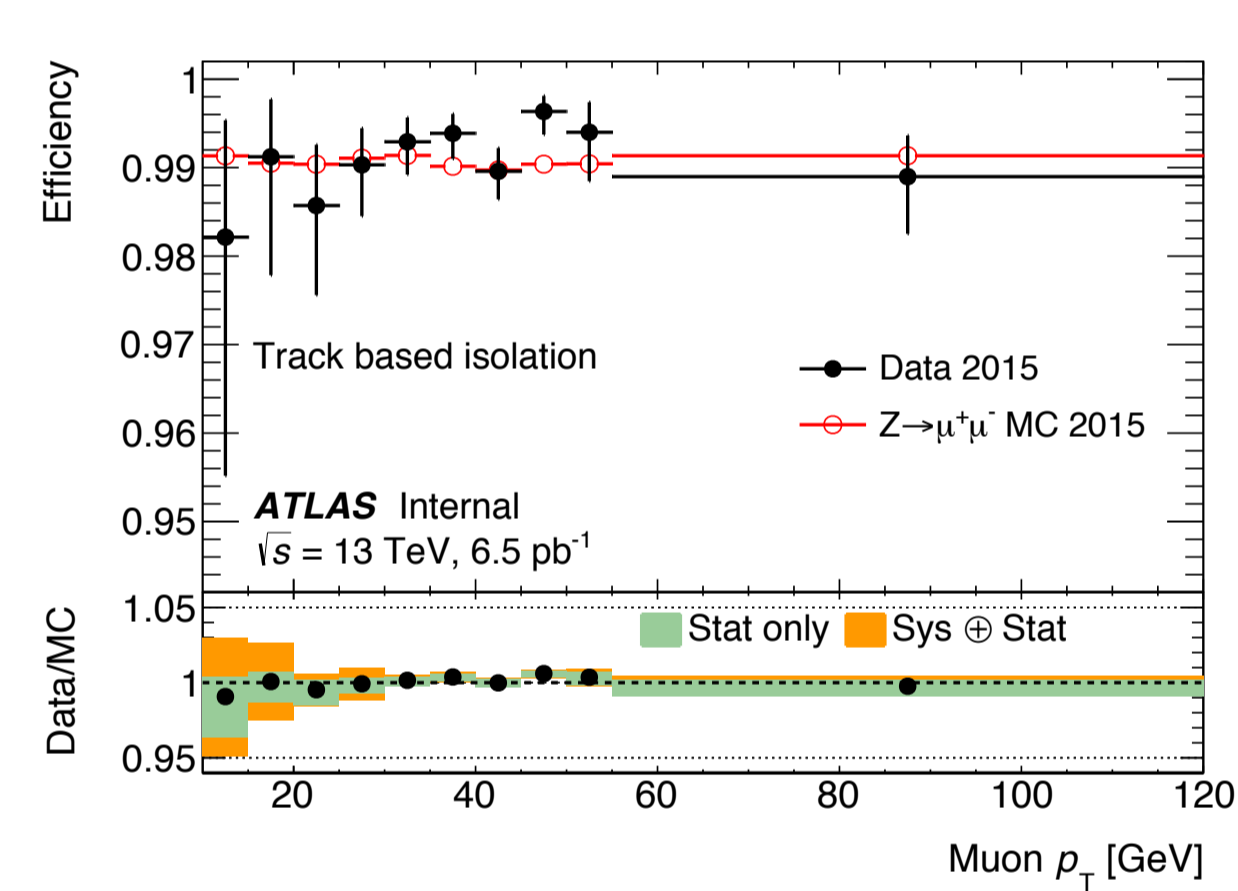 Efficiency
1
0.99
0.98
0.97
0.96
0.95
Track based isolation
Data 2015
Z→μ⁺μ⁻ MC 2015
ATLAS Internal
√s = 13 TeV, 6.5 pb⁻¹
Data/MC
1.05
1
0.95
Stat only
Sys ⊕ Stat
20 40 60 80 100 120
Muon p_T [GeV]